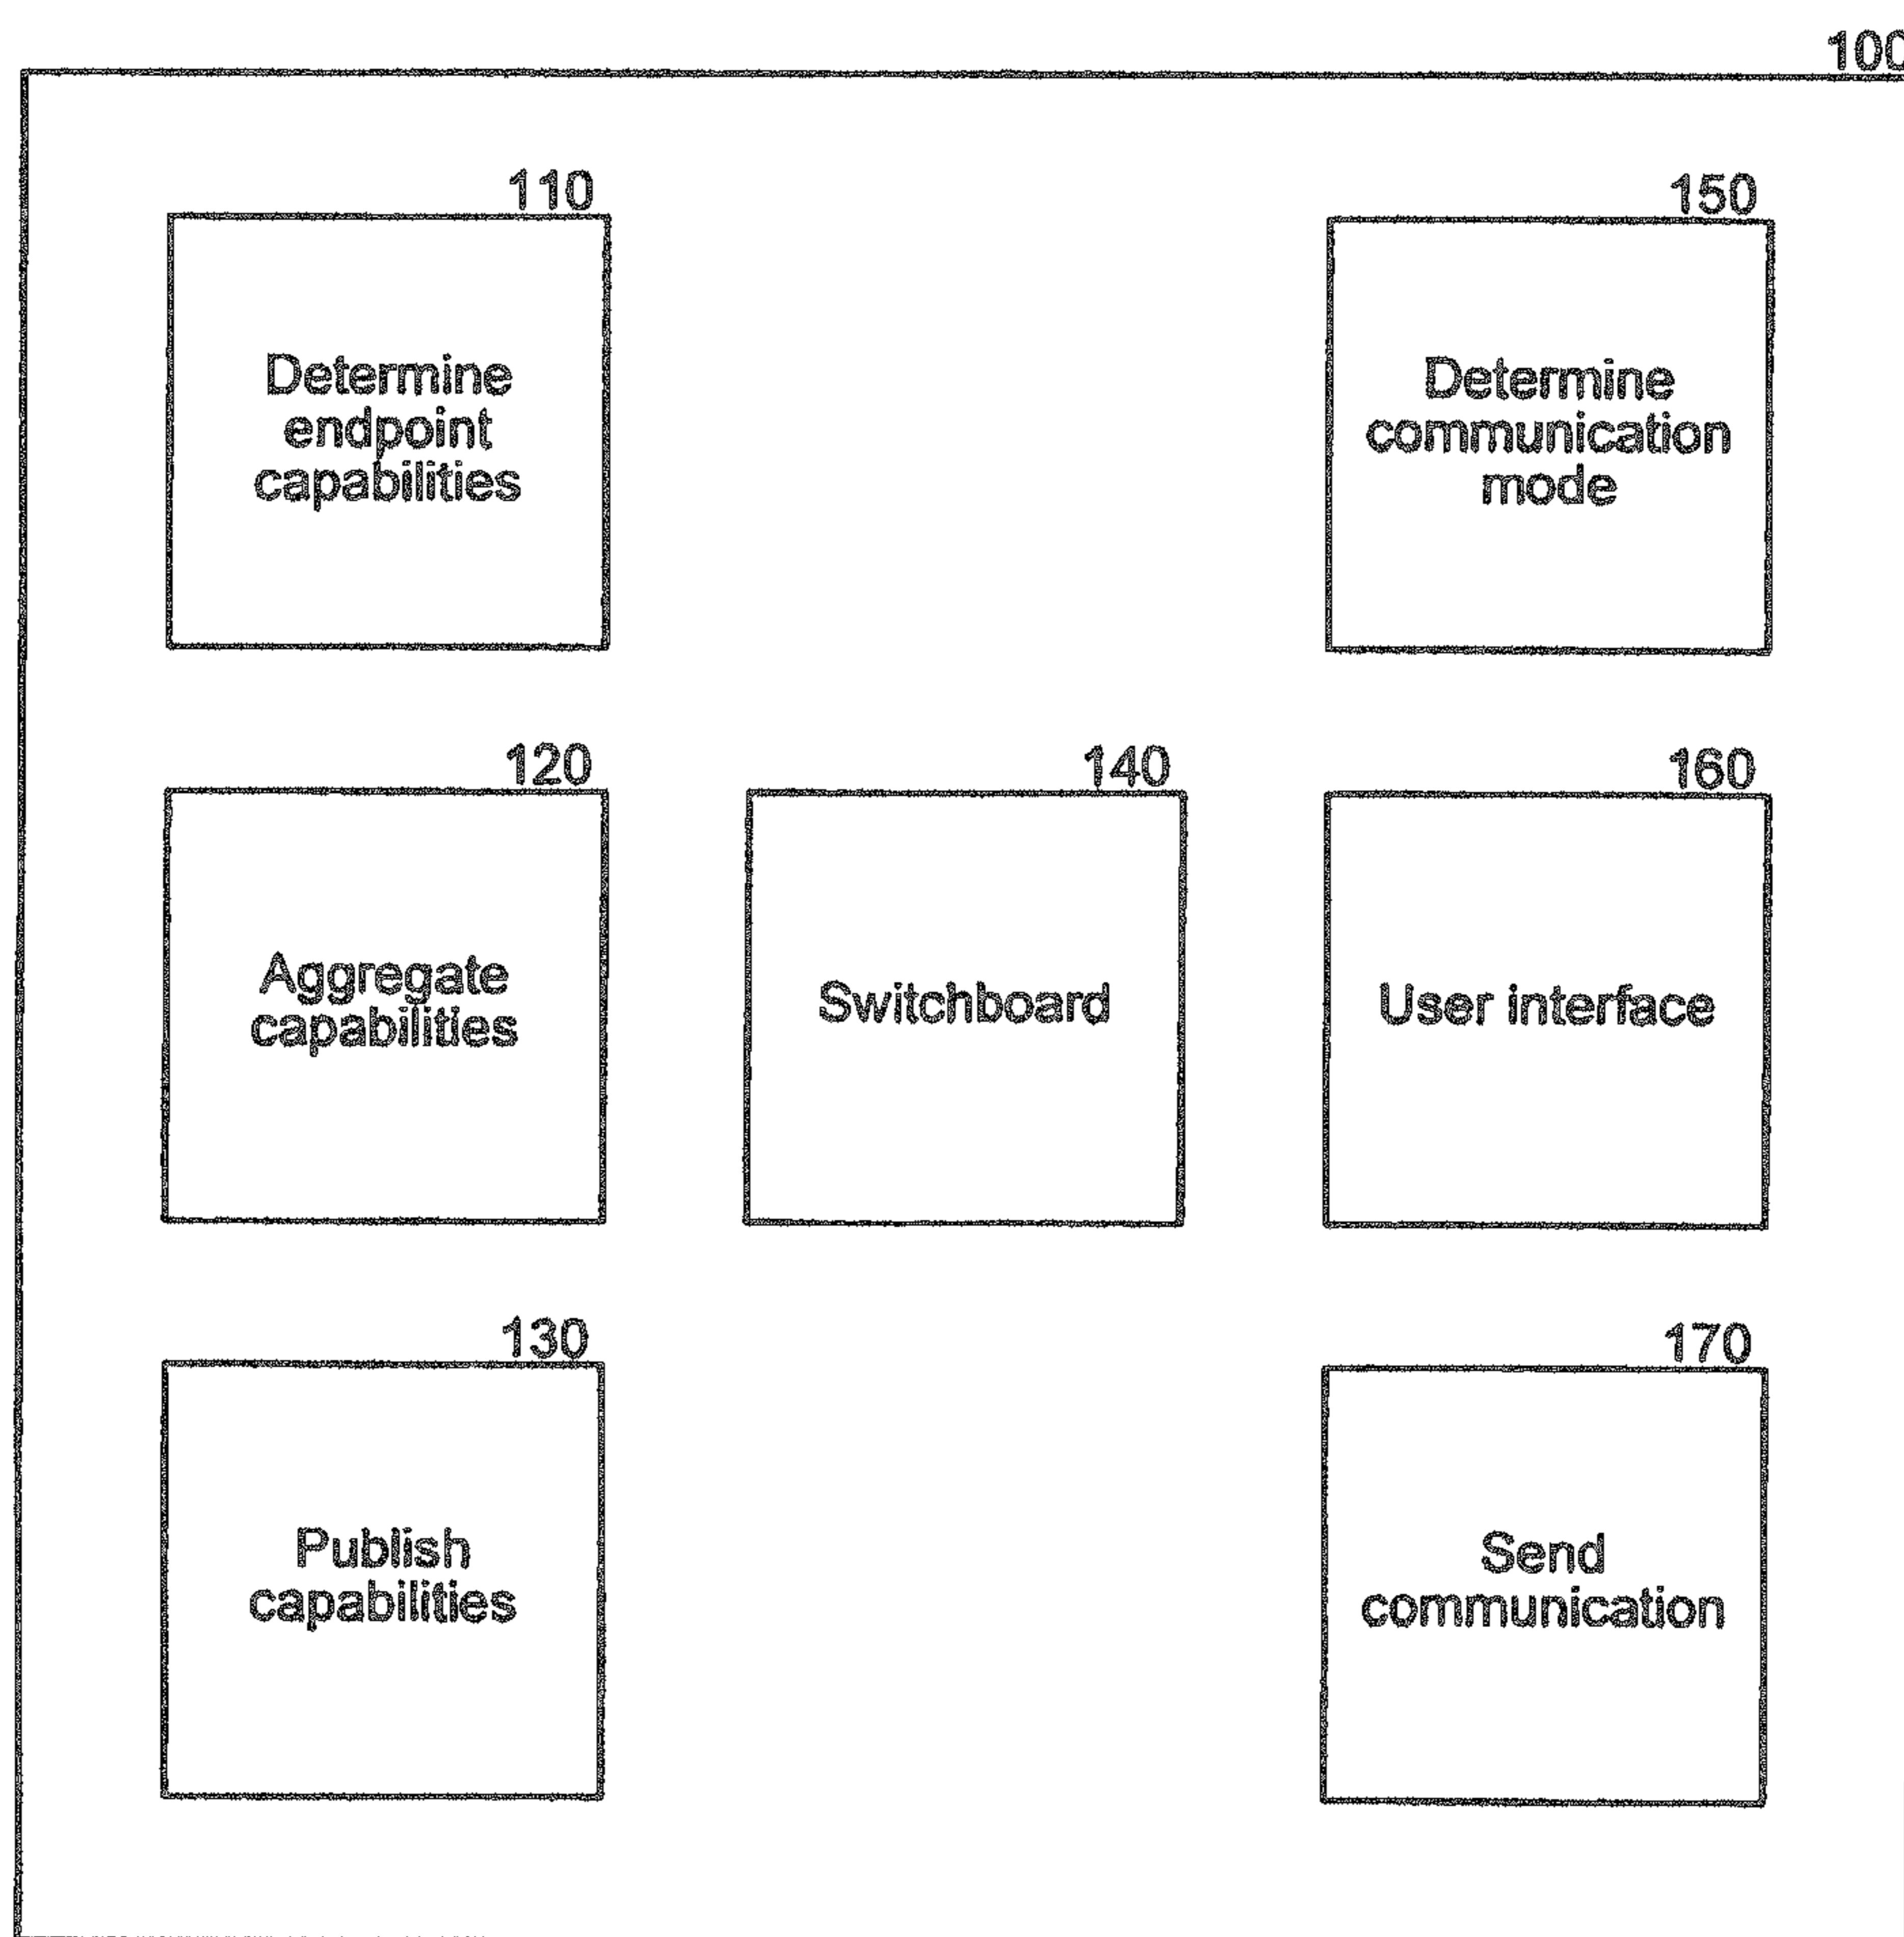 100
110
Determine
endpoint
capabilities
150
Determine
communication
mode
120
Aggregate
capabilities
140
Switchboard
160
User interface
130
Publish
capabilities
170
Send
communication